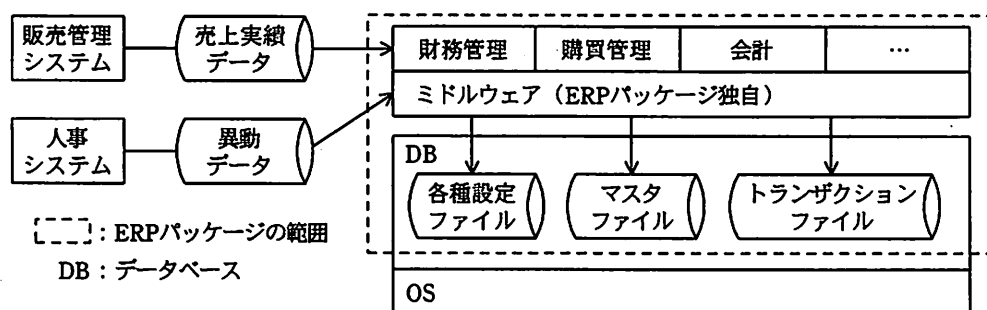 販売管理
システム
売上実績
データ
財務管理
購買管理
会計
…
ミドルウェア（ERPパッケージ独自）
人事
システム
異動
データ
DB
各種設定
ファイル
マスタ
ファイル
トランザクション
ファイル
：ERPパッケージの範囲
DB：データベース
OS